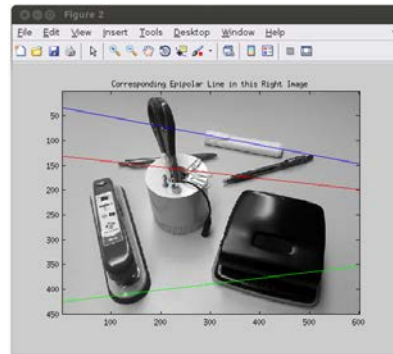 Figure 2
File Edit View Insert Tools Desktop Window Help
Corresponding Epipolar Line in this Right Image
50
100
150
200
250
300
350
400
450
100 200 300 400 500 600